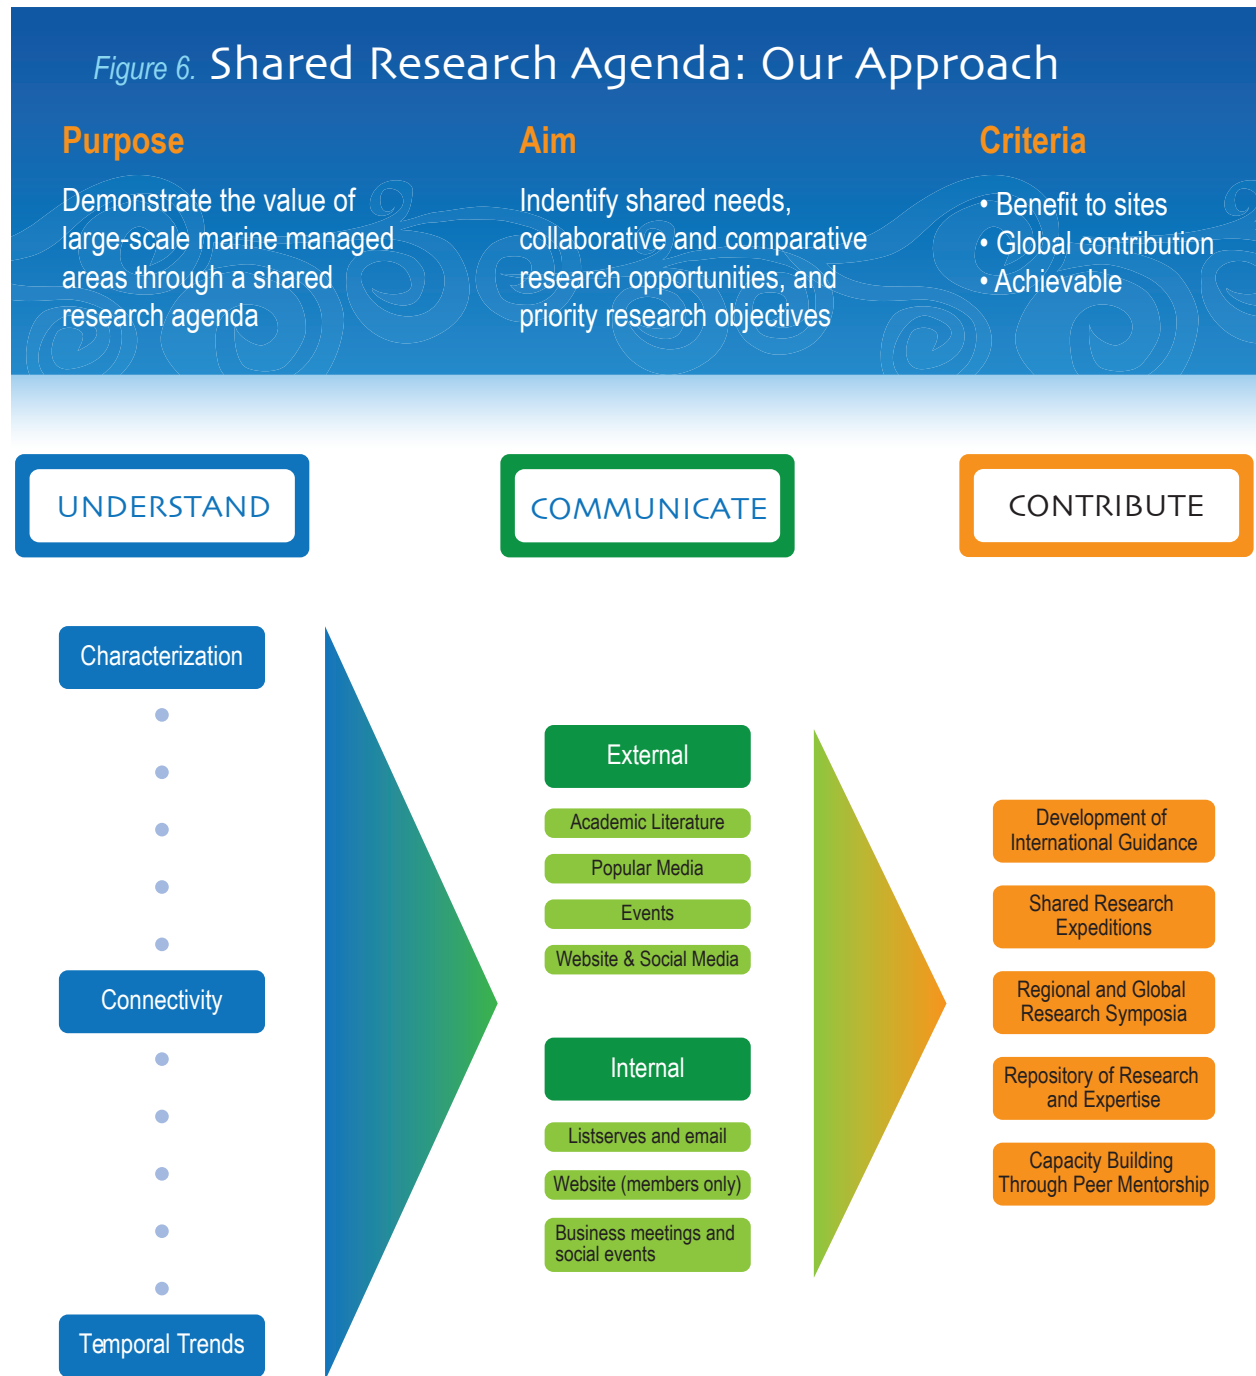 Figure 6. Shared Research Agenda: Our Approach
Purpose
Demonstrate the value of
large-scale marine managed
areas through a shared
research agenda
Aim
Indentify shared needs,
collaborative and comparative
research opportunities, and
priority research objectives
Criteria
• Benefit to sites
• Global contribution
• Achievable
UNDERSTAND
COMMUNICATE
CONTRIBUTE
Characterization
Connectivity
Temporal Trends
External
Academic Literature
Popular Media
Events
Website & Social Media
Internal
Listserves and email
Website (members only)
Business meetings and
social events
Development of
International Guidance
Shared Research
Expeditions
Regional and Global
Research Symposia
Repository of Research
and Expertise
Capacity Building
Through Peer Mentorship